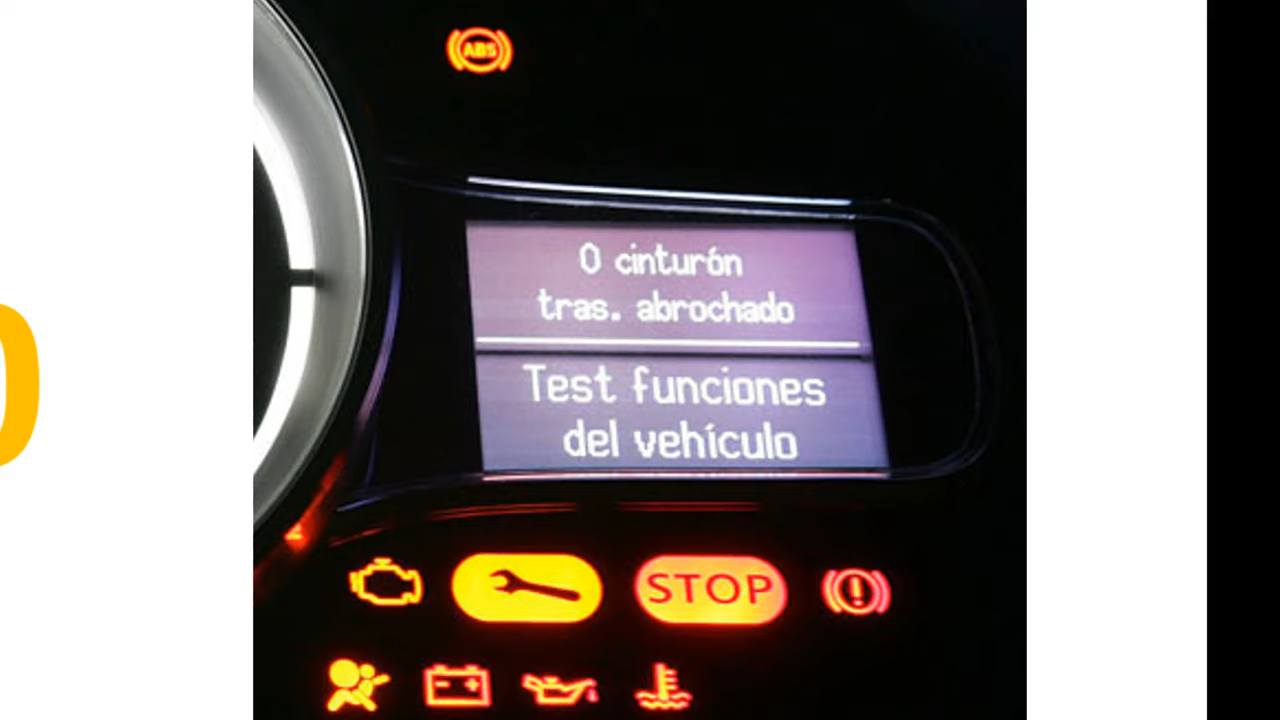 ABS
0 cinturón
tras. abrochado
Test funciones
del vehículo
STOP